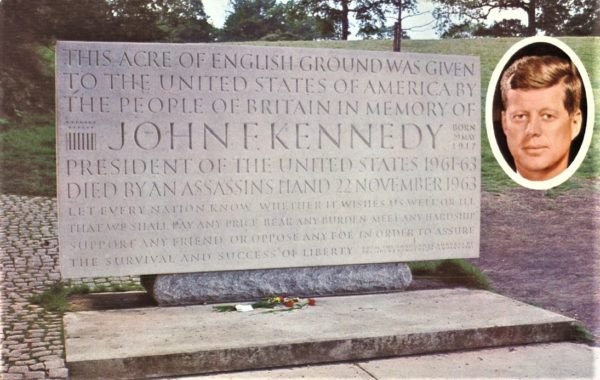 THIS ACRE OF ENGLISH GROUND WAS GIVEN
TO THE UNITED STATES OF AMERICA BY
THE PEOPLE OF BRITAIN IN MEMORY OF
JOHN F. KENNEDY
BORN
29 MAY
1917
PRESIDENT OF THE UNITED STATES 1961-63
DIED BY AN ASSASSIN'S HAND 22 NOVEMBER 1963
LET EVERY NATION KNOW WHETHER IT WISHES US WELL OR ILL
THAT WE SHALL PAY ANY PRICE BEAR ANY BURDEN MEET ANY HARDSHIP
SUPPORT ANY FRIEND OR OPPOSE ANY FOE IN ORDER TO ASSURE
THE SURVIVAL AND SUCCESS OF LIBERTY